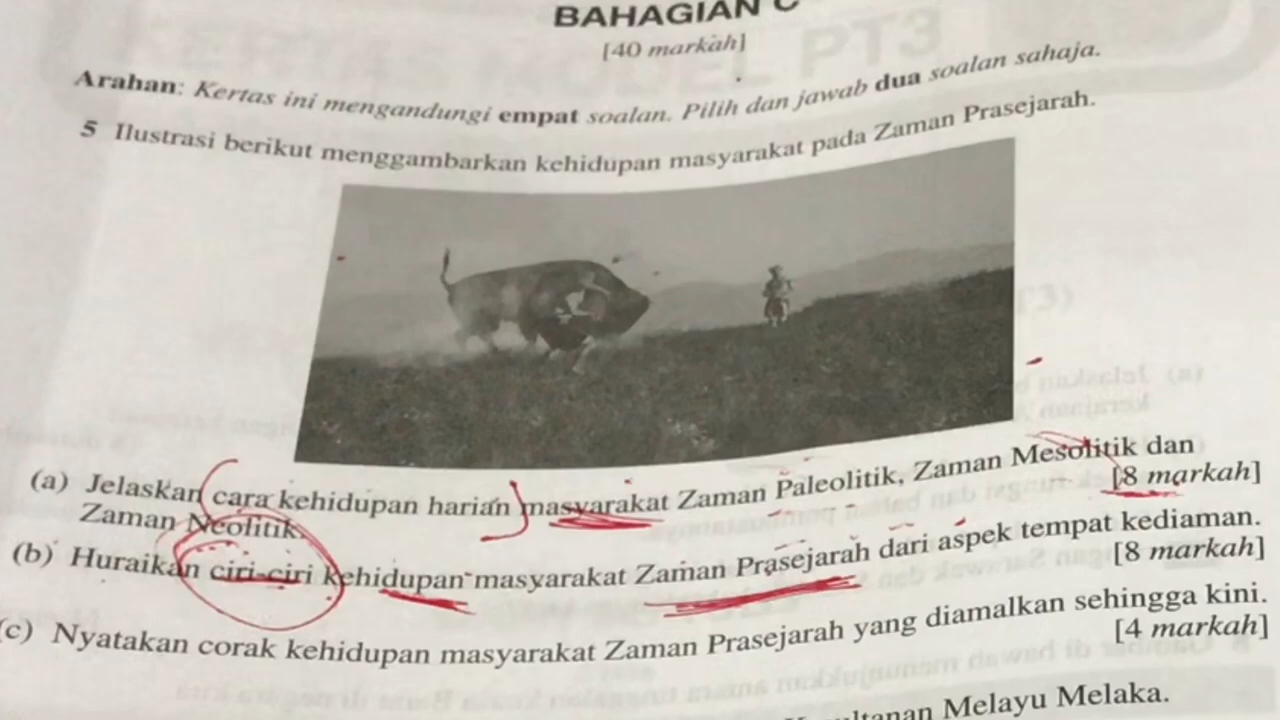 BAHAGIAN C
[40 markah]
Arahan: Kertas ini mengandungi empat soalan. Pilih dan jawab dua soalan sahaja.
5 Ilustrasi berikut menggambarkan kehidupan masyarakat pada Zaman Prasejarah.
(a) Jelaskan cara kehidupan harian masyarakat Zaman Paleolitik, Zaman Mesolitik dan
Zaman Neolitik.
[8 markah]
(b) Huraikan ciri-ciri kehidupan masyarakat Zaman Prasejarah dari aspek tempat kediaman.
[8 markah]
(c) Nyatakan corak kehidupan masyarakat Zaman Prasejarah yang diamalkan sehingga kini.
[4 markah]
Melayu Melaka.